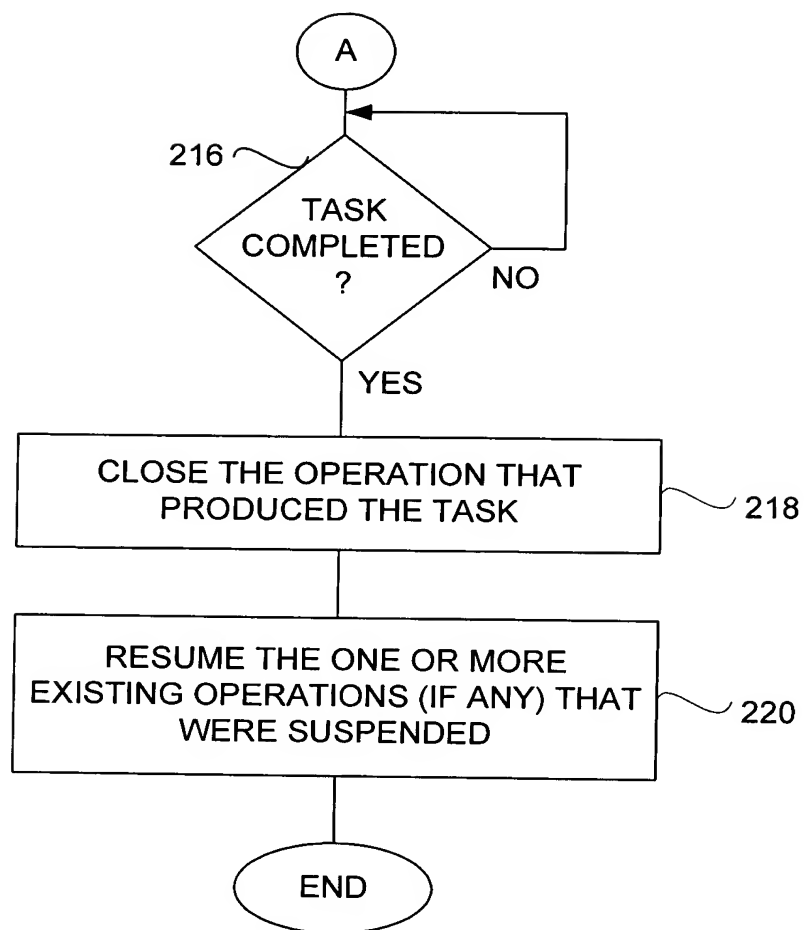 A
216
TASK
COMPLETED
?
NO
YES
CLOSE THE OPERATION THAT
PRODUCED THE TASK
218
RESUME THE ONE OR MORE
EXISTING OPERATIONS (IF ANY) THAT
WERE SUSPENDED
220
END